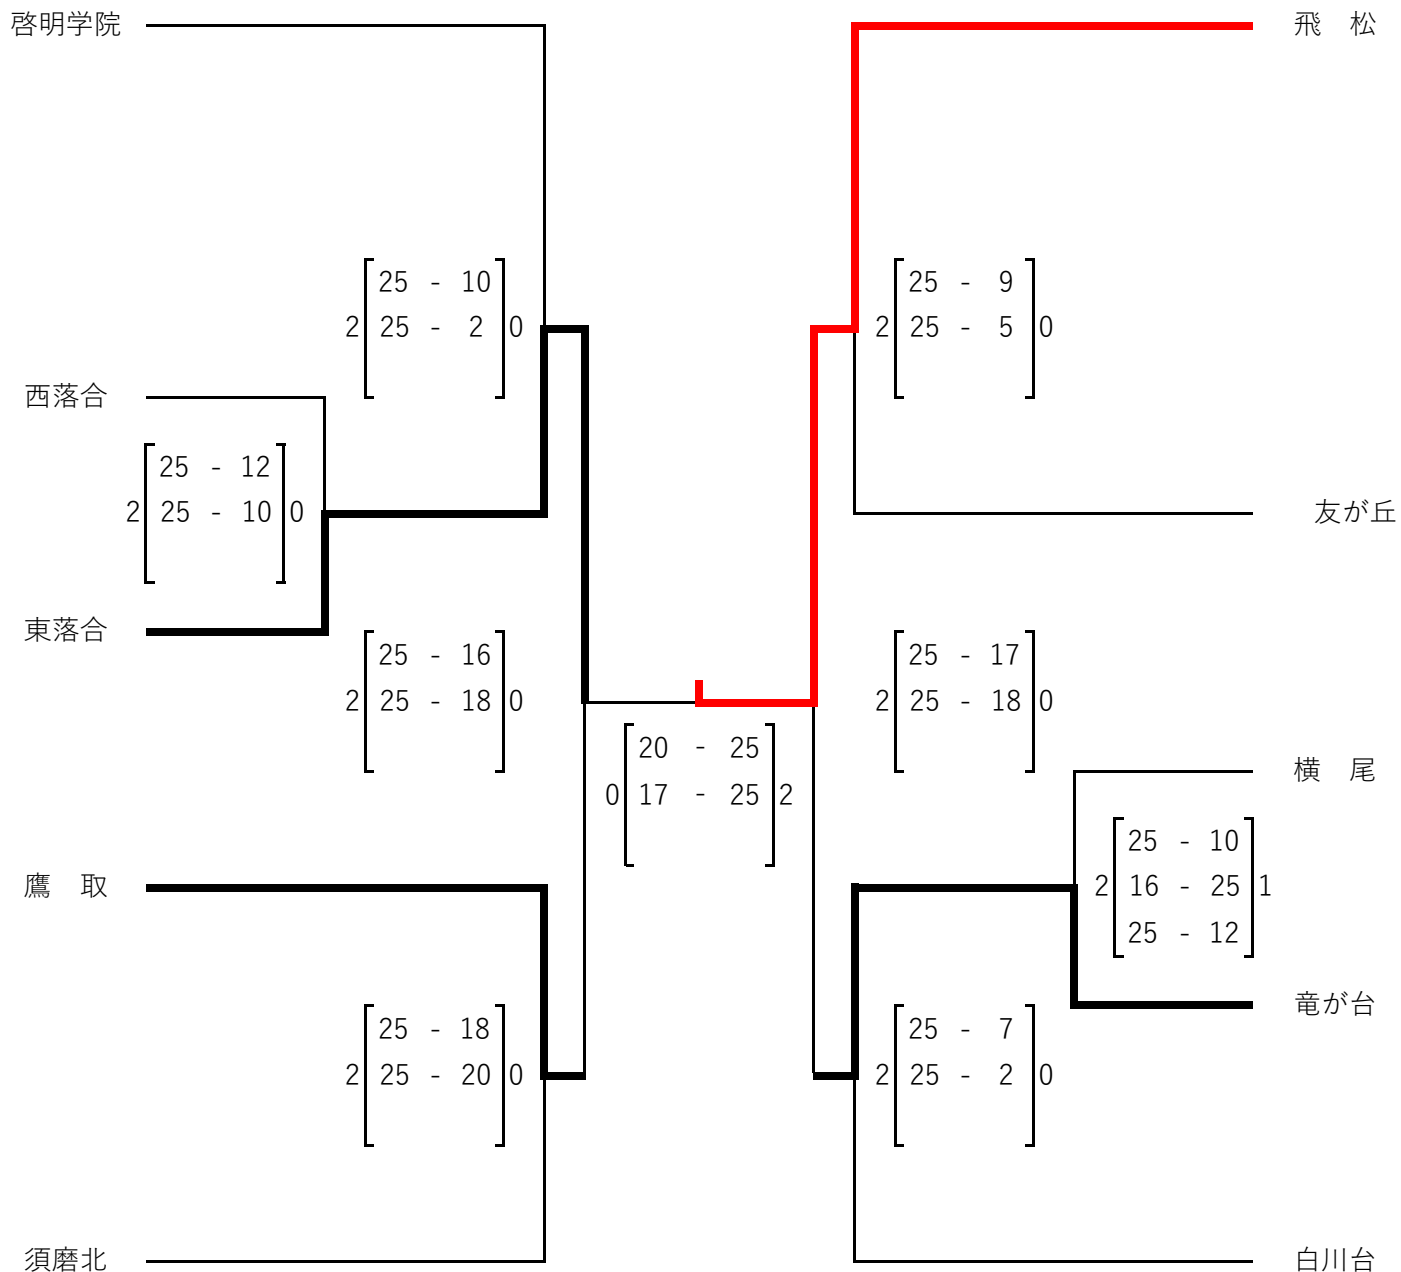 啓明学院
飛　松
25 - 10
2 25 - 2 0
25 - 9
2 25 - 5 0
西落合
25 - 12
2 25 - 10 0
友が丘
東落合
25 - 16
2 25 - 18 0
25 - 17
2 25 - 18 0
20 - 25
0 17 - 25 2
横　尾
25 - 10
2 16 - 25 1
25 - 12
鷹　取
竜が台
25 - 18
2 25 - 20 0
25 - 7
2 25 - 2 0
須磨北
白川台